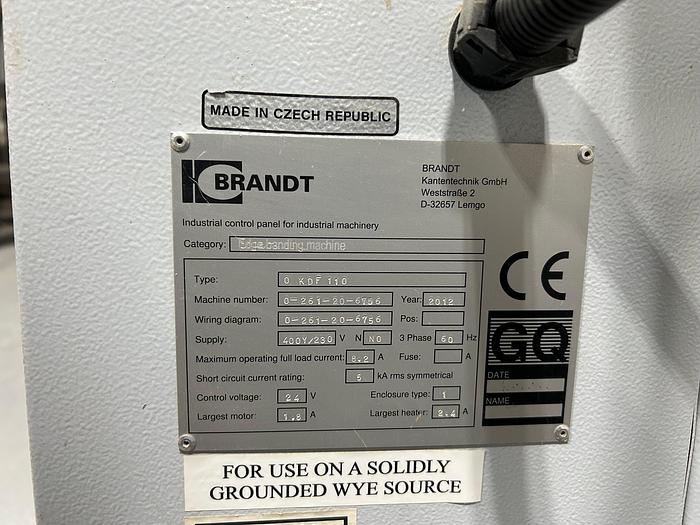 MADE IN CZECH REPUBLIC
BRANDT
BRANDT
Kantentechnik GmbH
Weststraße 2
D-32657 Lemgo
Industrial control panel for industrial machinery
Category: Edge banding machine
Type: 0 KDF 110
Machine number: 0-261-20-6756 Year: 2012
Wiring diagram: 0-261-20-6756 Pos:
Supply: 400Y/230 V N NO 3 Phase 60 Hz
Maximum operating full load current: 8.2 A Fuse: A
Short circuit current rating: 5 kA rms symmetrical
Control voltage: 24 V Enclosure type: 1
Largest motor: 1.8 A Largest heater: 2.4 A
CE
GQ
DATE
NAME
FOR USE ON A SOLIDLY
GROUNDED WYE SOURCE